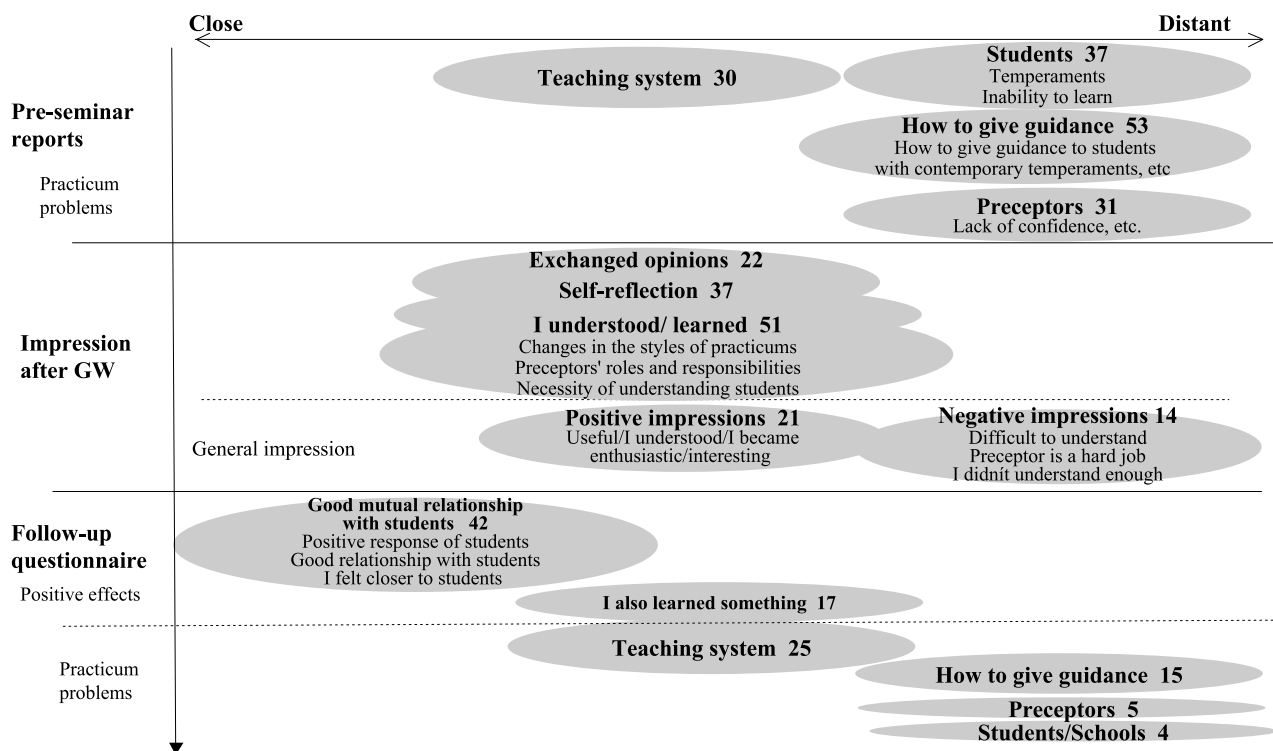 Close
Distant
Teaching system 30
Students 37
Temperaments
Inability to learn
Pre-seminar
reports
Practicum
problems
How to give guidance 53
How to give guidance to students
with contemporary temperaments, etc
Preceptors 31
Lack of confidence, etc.
Impression
after GW
Exchanged opinions 22
Self-reflection 37
I understood/ learned 51
Changes in the styles of practicums
Preceptors' roles and responsibilities
Necessity of understanding students
General impression
Positive impressions 21
Useful/I understood/I became
enthusiastic/interesting
Negative impressions 14
Difficult to understand
Preceptor is a hard job
I didnít understand enough
Follow-up
questionnaire
Positive effects
Good mutual relationship
with students 42
Positive response of students
Good relationship with students
I felt closer to students
I also learned something 17
Practicum
problems
Teaching system 25
How to give guidance 15
Preceptors 5
Students/Schools 4